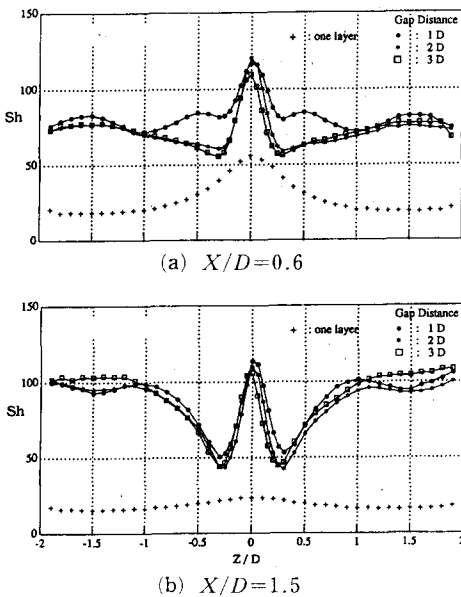 Gap Distance
+ : one layer
: 1 D
: 2 D
: 3 D
150
100
Sh
50
0
(a) X/D=0.6
150
Gap Distance
+ : one layer
: 1 D
: 2 D
: 3 D
100
Sh
50
0
-2 -1.5 -1 -0.5 0 0.5 1 1.5 2
Z/D
(b) X/D=1.5